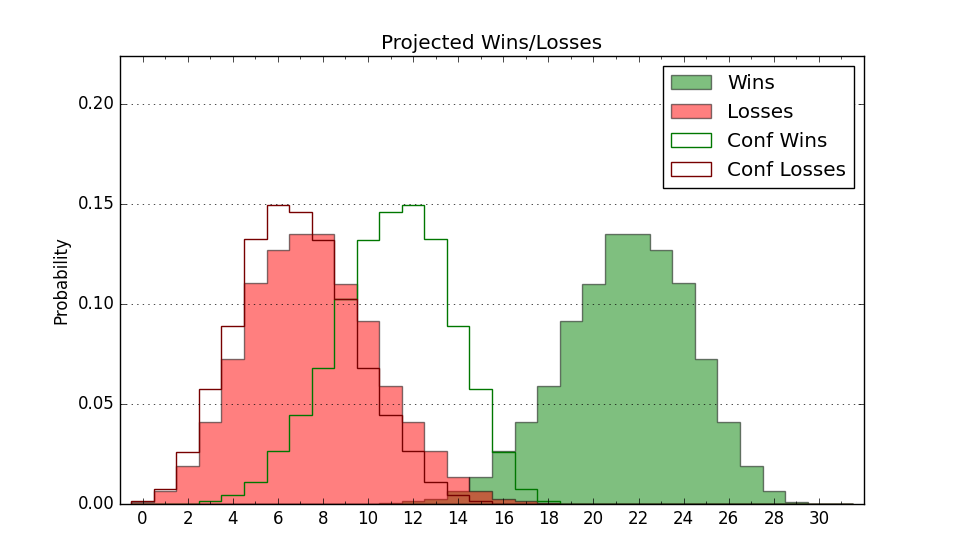 Projected Wins/Losses
Wins
Losses
Conf Wins
Conf Losses
Probability
0.20
0.15
0.10
0.05
0.00
0 2 4 6 8 10 12 14 16 18 20 22 24 26 28 30